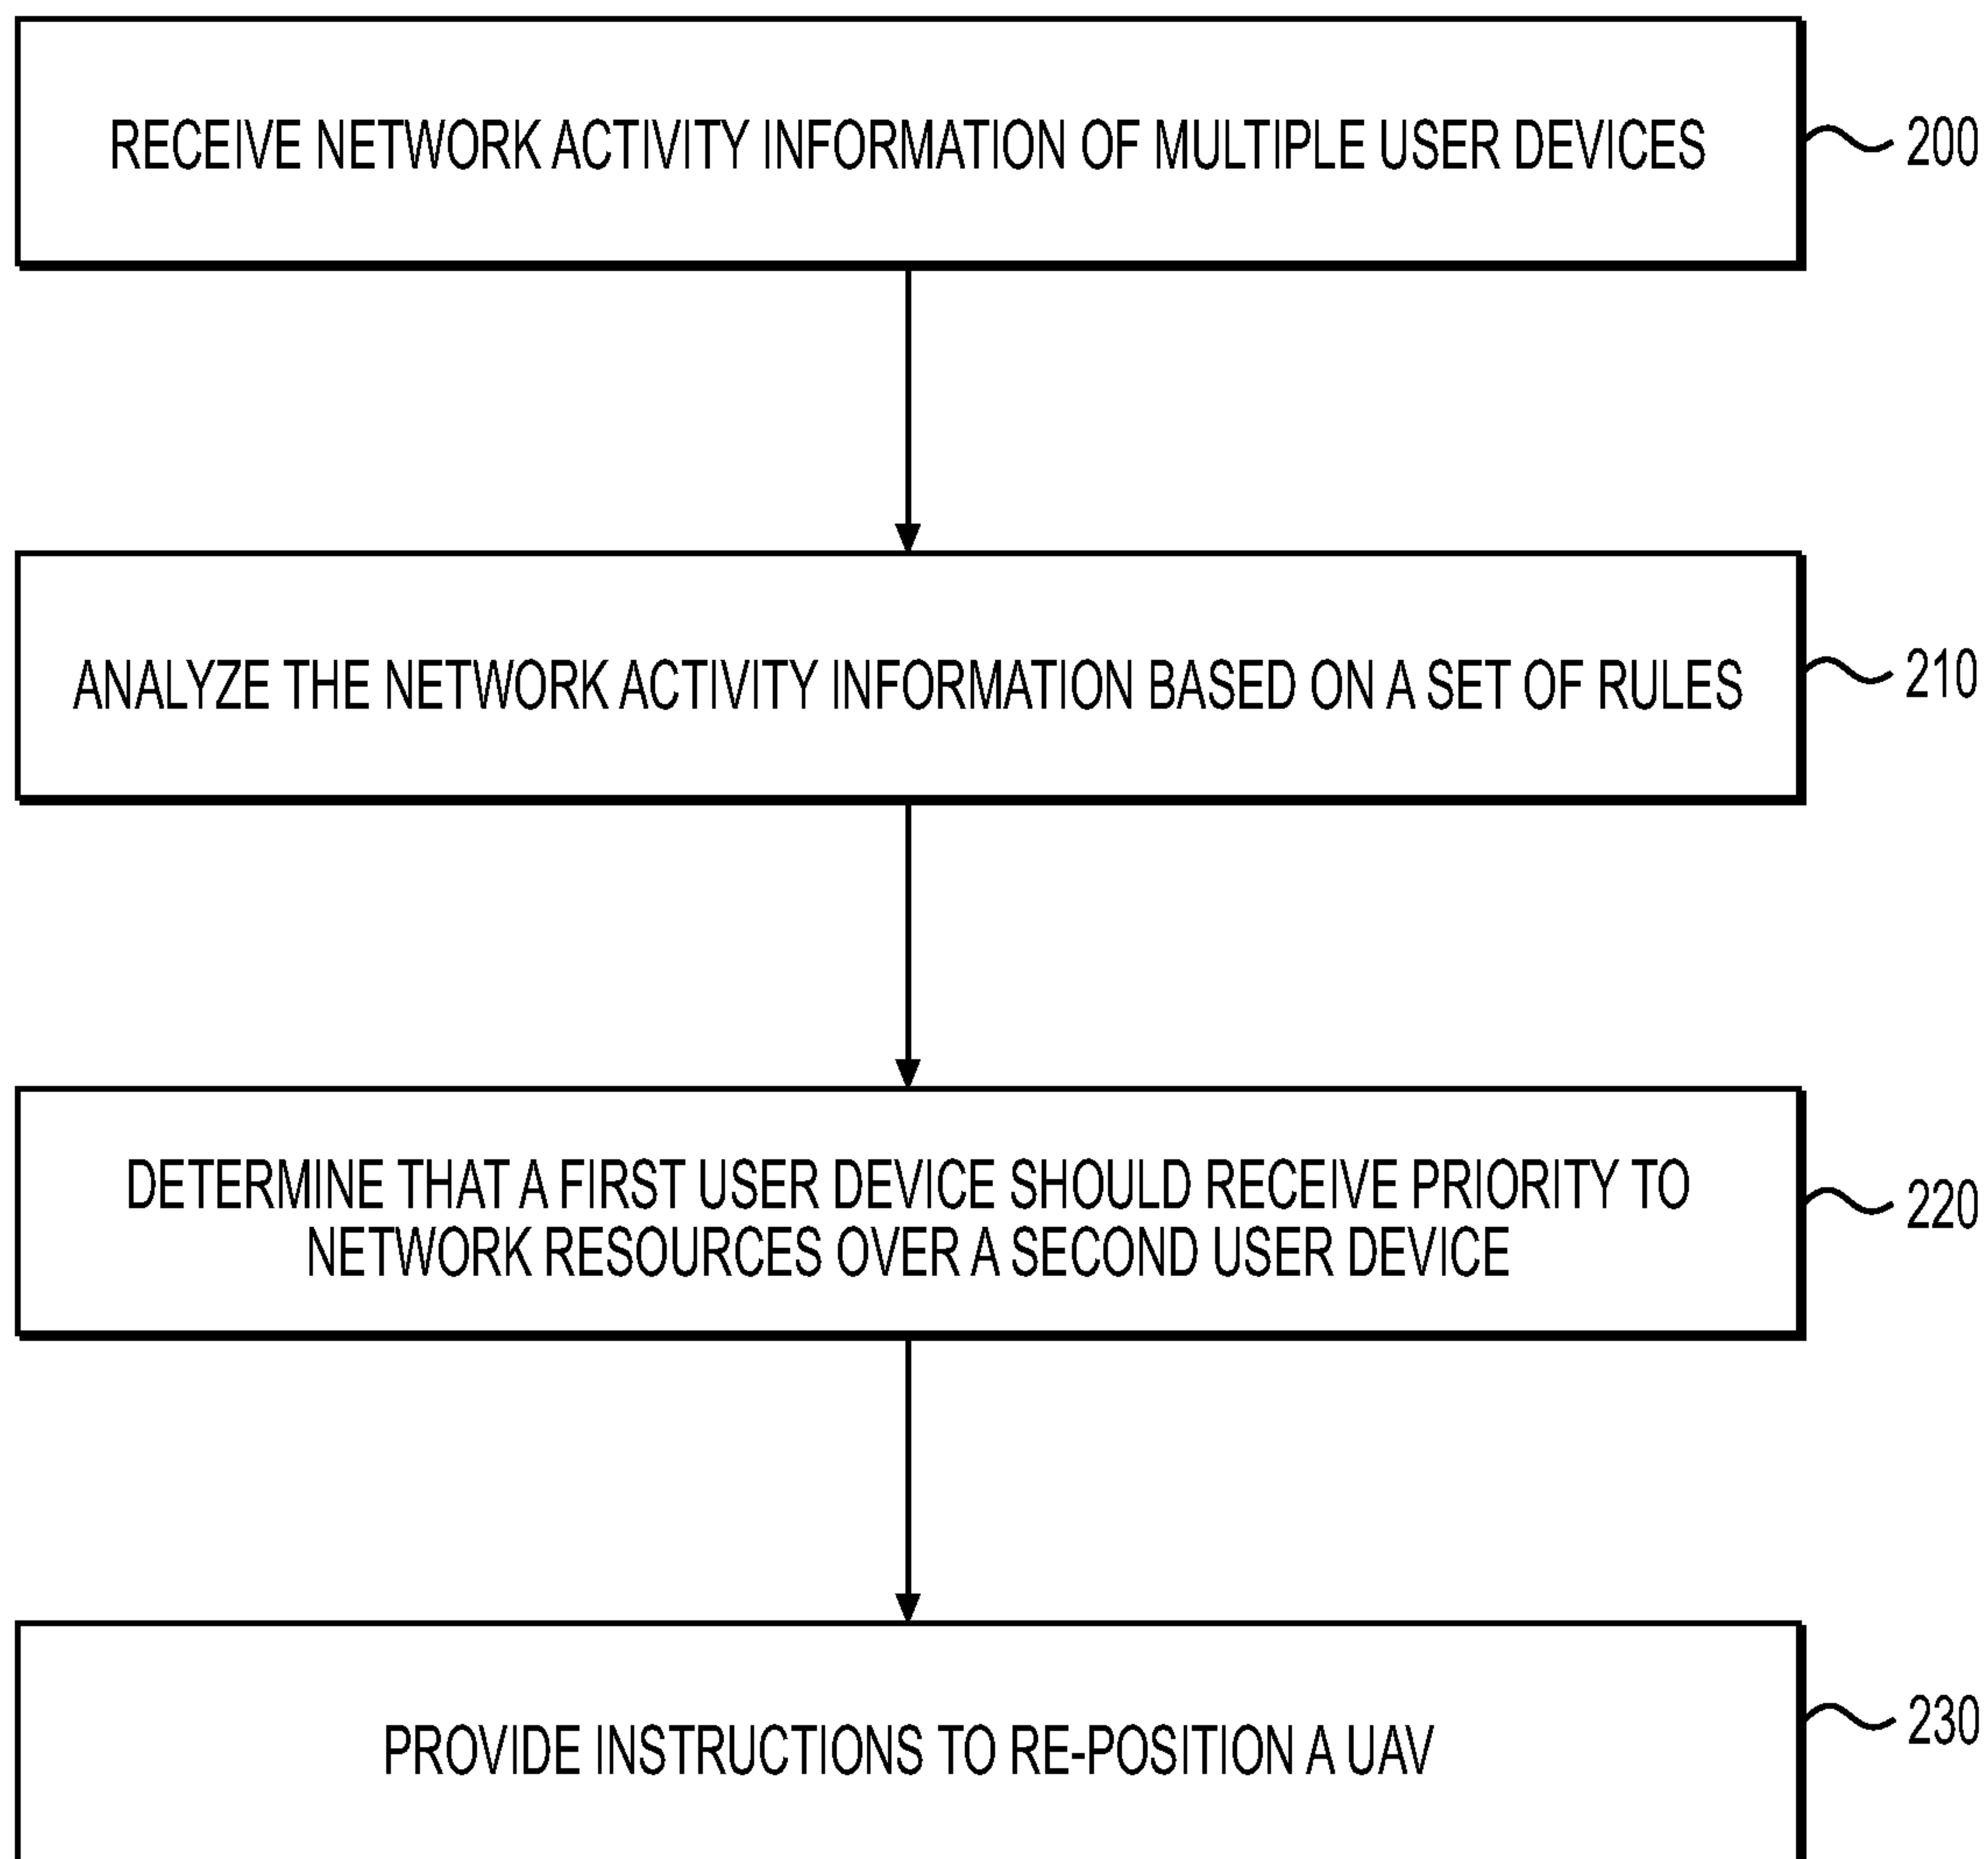 RECEIVE NETWORK ACTIVITY INFORMATION OF MULTIPLE USER DEVICES
200
ANALYZE THE NETWORK ACTIVITY INFORMATION BASED ON A SET OF RULES
210
DETERMINE THAT A FIRST USER DEVICE SHOULD RECEIVE PRIORITY TO
NETWORK RESOURCES OVER A SECOND USER DEVICE
220
PROVIDE INSTRUCTIONS TO RE-POSITION A UAV
230